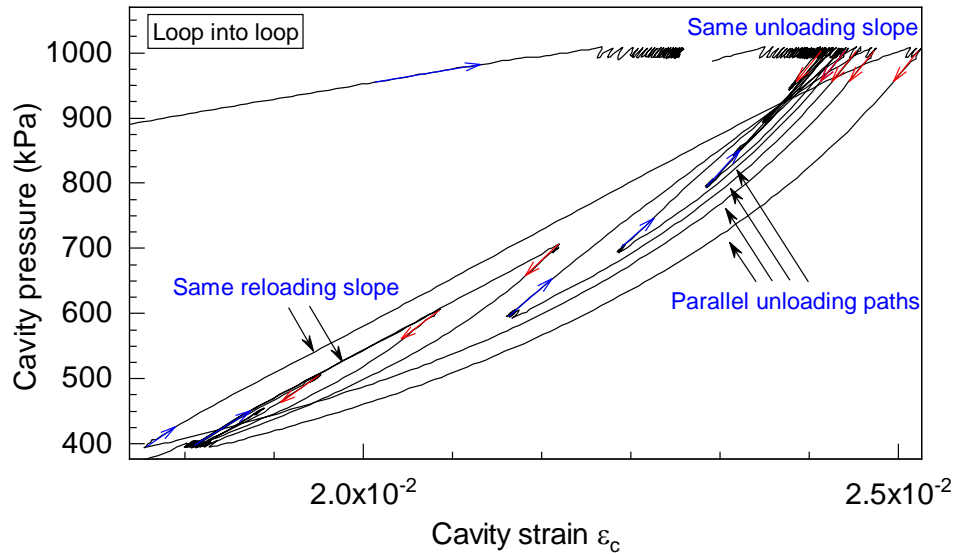 Loop into loop
Same unloading slope
1000
900
800
700
600
500
400
Cavity pressure (kPa)
Same reloading slope
Parallel unloading paths
2.0x10-2
2.5x10-2
Cavity strain εc